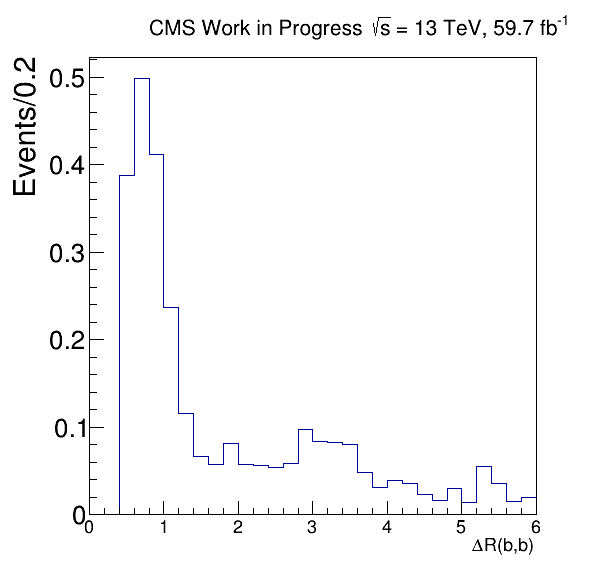 CMS Work in Progress √s = 13 TeV, 59.7 fb⁻¹
Events/0.2
0.5
0.4
0.3
0.2
0.1
0
0 1 2 3 4 5 6
ΔR(b,b)